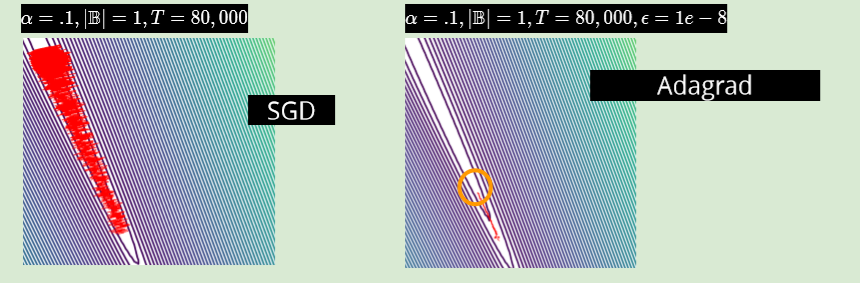 α = .1, |𝔹| = 1, T = 80, 000
α = .1, |𝔹| = 1, T = 80, 000, ϵ = 1e − 8
SGD
Adagrad